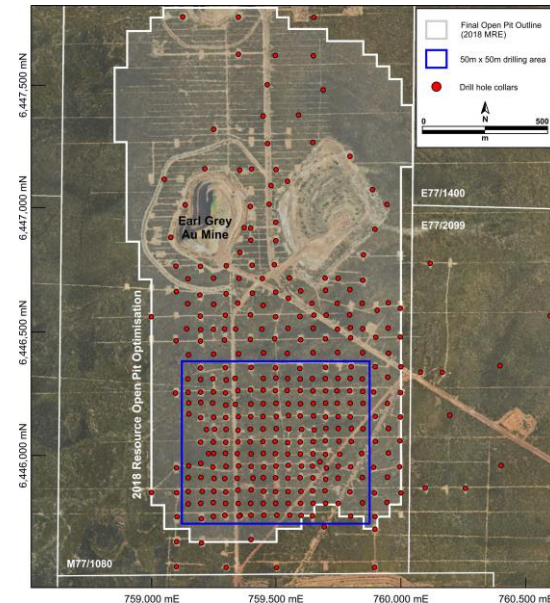 Final Open Pit Outline
(2018 MRE)
50m x 50m drilling area
Drill hole collars
N
0
500
m
E77/1400
E77/2099
6,447,500 mN
6,447,000 mN
6,446,500 mN
6,446,000 mN
Earl Grey
Au Mine
2018 Resource Open Pit Optimisation
M77/1080
759.000 mE
759.500 mE
760.000 mE
760.500 mE